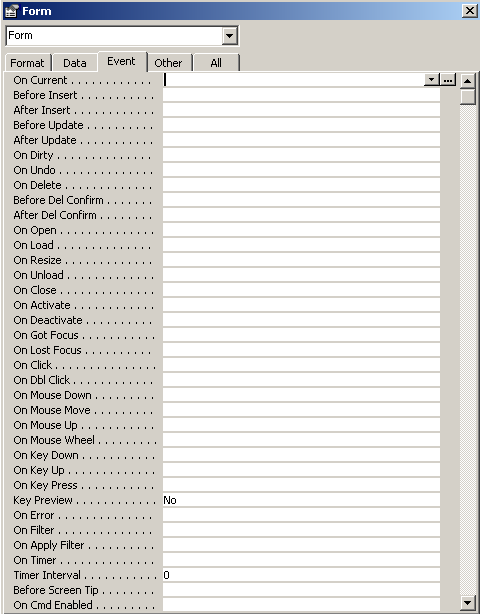 Form
Form
Format Data Event Other All
On Current . . . . . . . . . . . . . ...
Before Insert . . . . . . . . . . . .
After Insert . . . . . . . . . . . . .
Before Update . . . . . . . . . . .
After Update . . . . . . . . . . . .
On Dirty . . . . . . . . . . . . . . .
On Undo . . . . . . . . . . . . . .
On Delete . . . . . . . . . . . . . .
Before Del Confirm . . . . . . . .
After Del Confirm . . . . . . . . .
On Open . . . . . . . . . . . . . .
On Load . . . . . . . . . . . . . .
On Resize . . . . . . . . . . . . .
On Unload . . . . . . . . . . . . .
On Close . . . . . . . . . . . . . .
On Activate . . . . . . . . . . . .
On Deactivate . . . . . . . . . . .
On Got Focus . . . . . . . . . . .
On Lost Focus . . . . . . . . . . .
On Click . . . . . . . . . . . . . . .
On Dbl Click . . . . . . . . . . . .
On Mouse Down . . . . . . . . . .
On Mouse Move . . . . . . . . . .
On Mouse Up . . . . . . . . . . . .
On Mouse Wheel . . . . . . . . .
On Key Down . . . . . . . . . . .
On Key Up . . . . . . . . . . . . .
On Key Press . . . . . . . . . . .
Key Preview . . . . . . . . . . . . No
On Error . . . . . . . . . . . . . .
On Filter . . . . . . . . . . . . . .
On Apply Filter . . . . . . . . . .
On Timer . . . . . . . . . . . . . .
Timer Interval . . . . . . . . . . . 0
Before Screen Tip . . . . . . . . .
On Cmd Enabled . . . . . . . . .